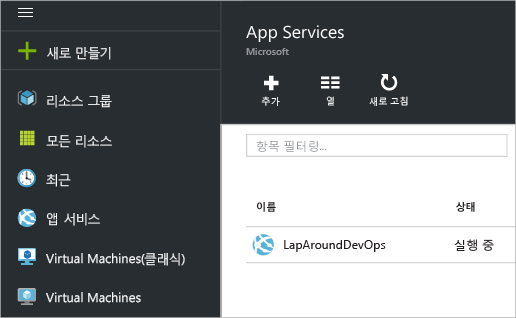 새로 만들기
리소스 그룹
모든 리소스
최근
앱 서비스
Virtual Machines(클래식)
Virtual Machines
App Services
Microsoft
추가 열 새로 고침
항목 필터링...
이름 상태
LapAroundDevOps 실행 중